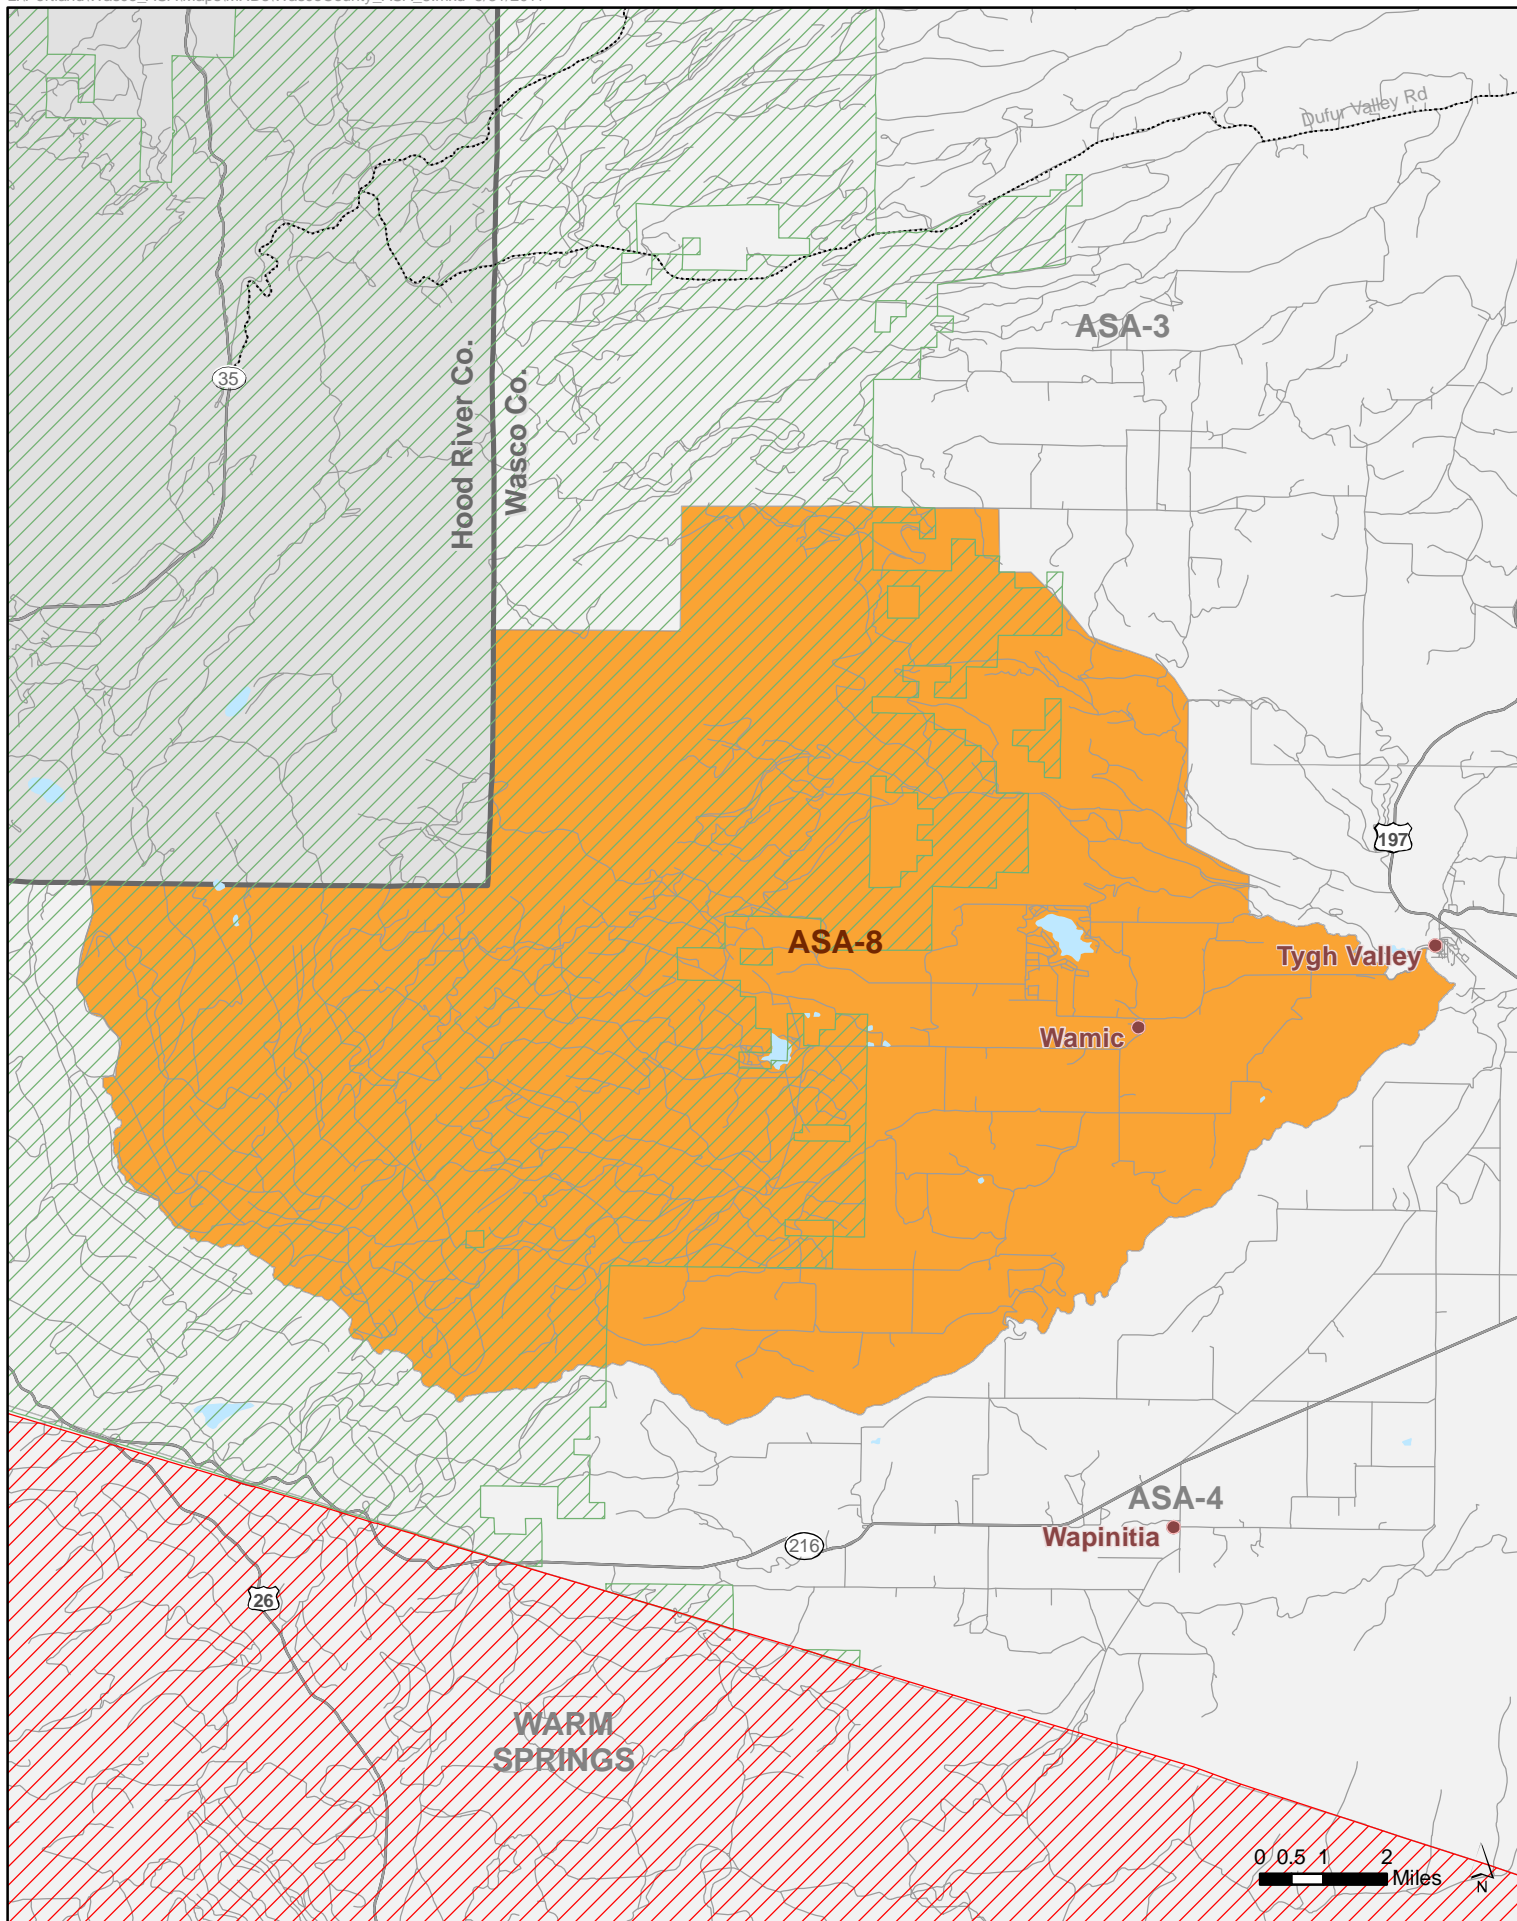 Dufur Valley Rd
ASA-3
35
Hood River Co.
Wasco Co.
197
ASA-8
Tygh Valley
Wamic
ASA-4
Wapinitia
216
26
WARM
SPRINGS
0 0.5 1 2
Miles
N